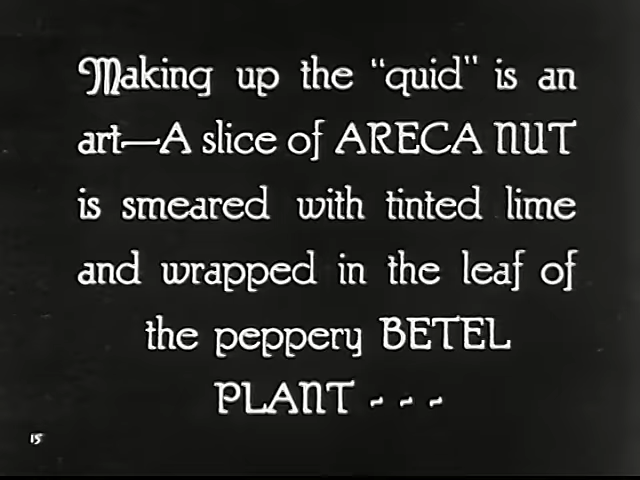 Making up the "quid" is an
art—A slice of ARECA NUT
is smeared with tinted lime
and wrapped in the leaf of
the peppery BETEL
PLANT - - -
15